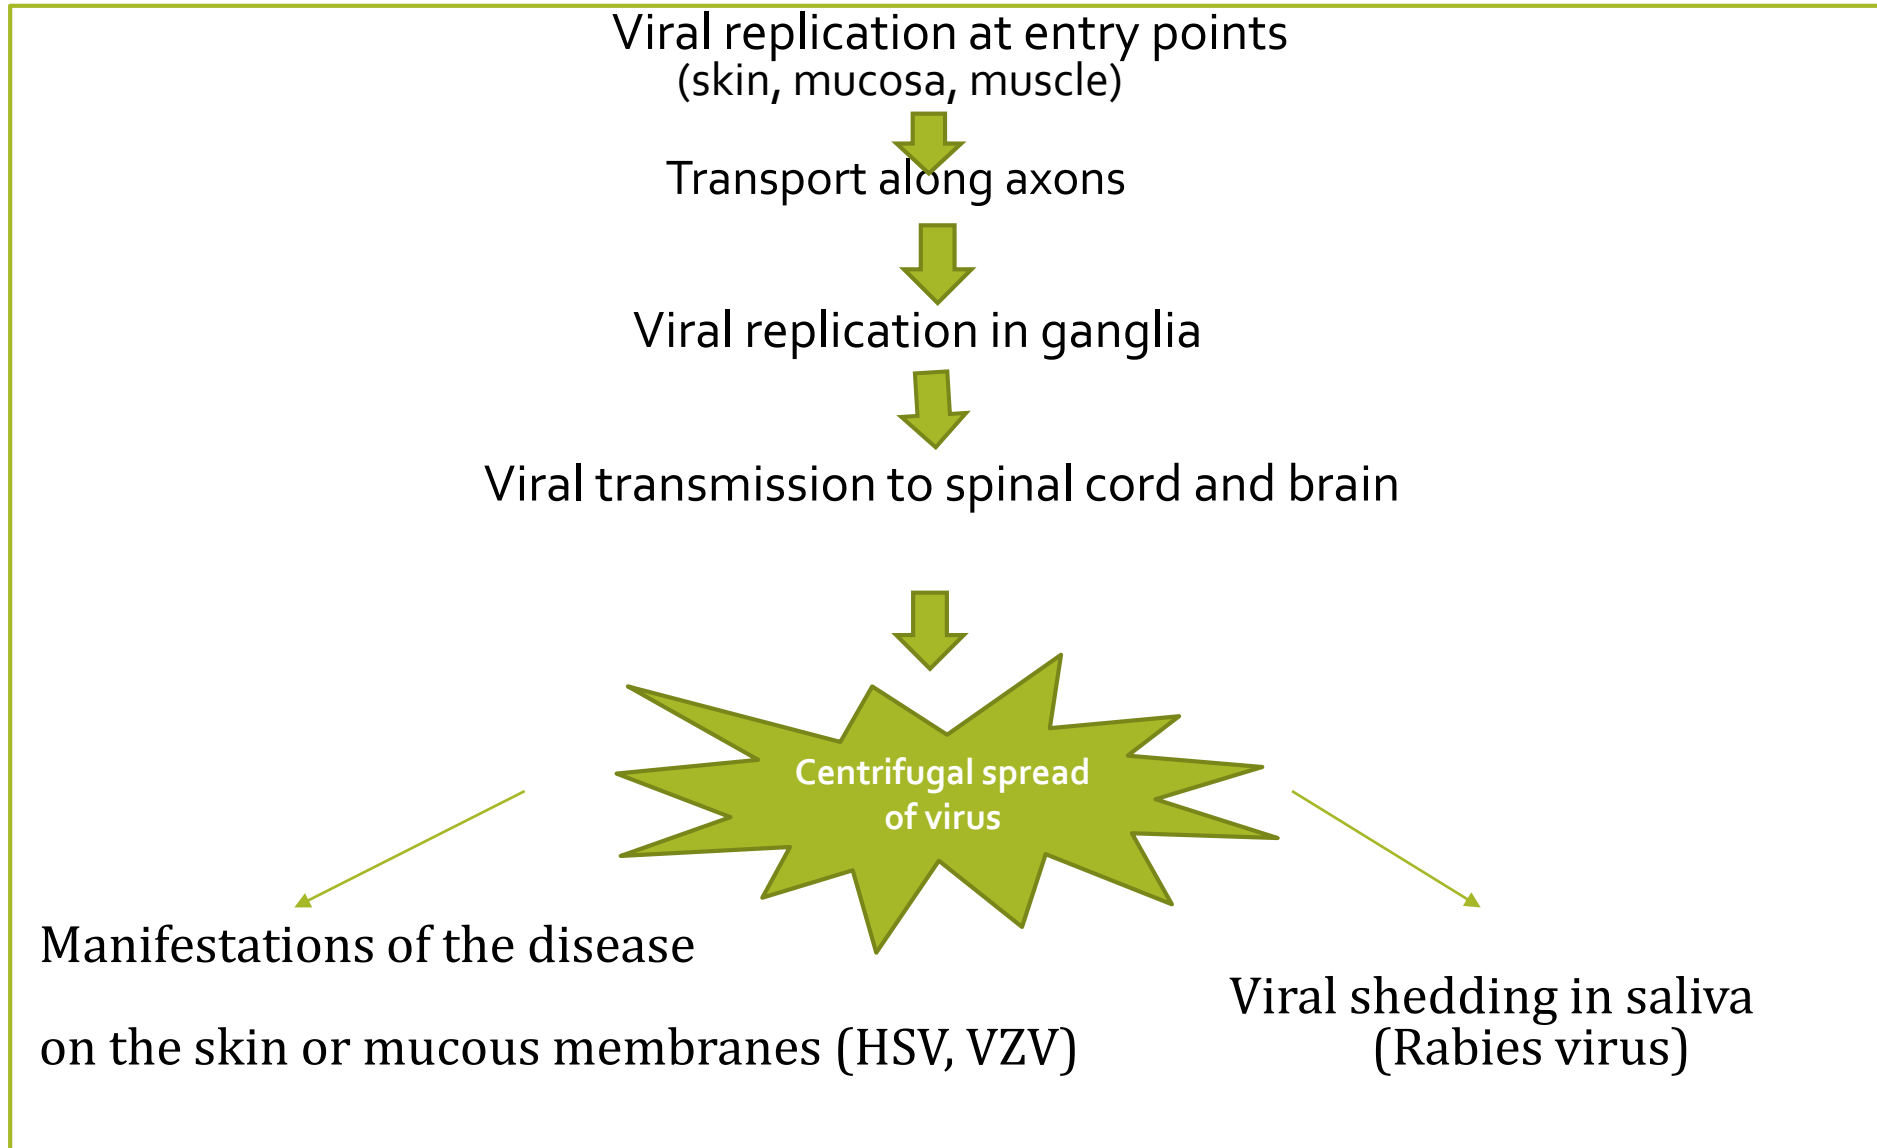 Viral replication at entry points
(skin, mucosa, muscle)
Transport along axons
Viral replication in ganglia
Viral transmission to spinal cord and brain
Centrifugal spread
of virus
Manifestations of the disease
on the skin or mucous membranes (HSV, VZV)
Viral shedding in saliva
(Rabies virus)